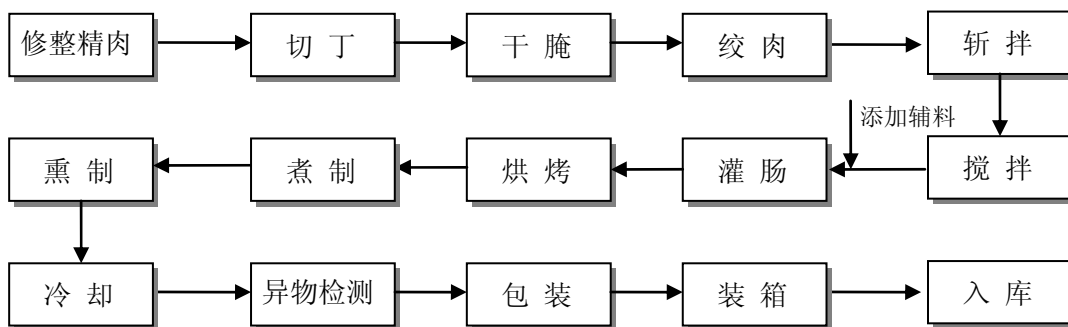 修整精肉
切 丁
干 腌
绞 肉
斩 拌
添加辅料
搅 拌
灌 肠
烘 烤
煮 制
熏 制
冷 却
异物检测
包 装
装 箱
入 库